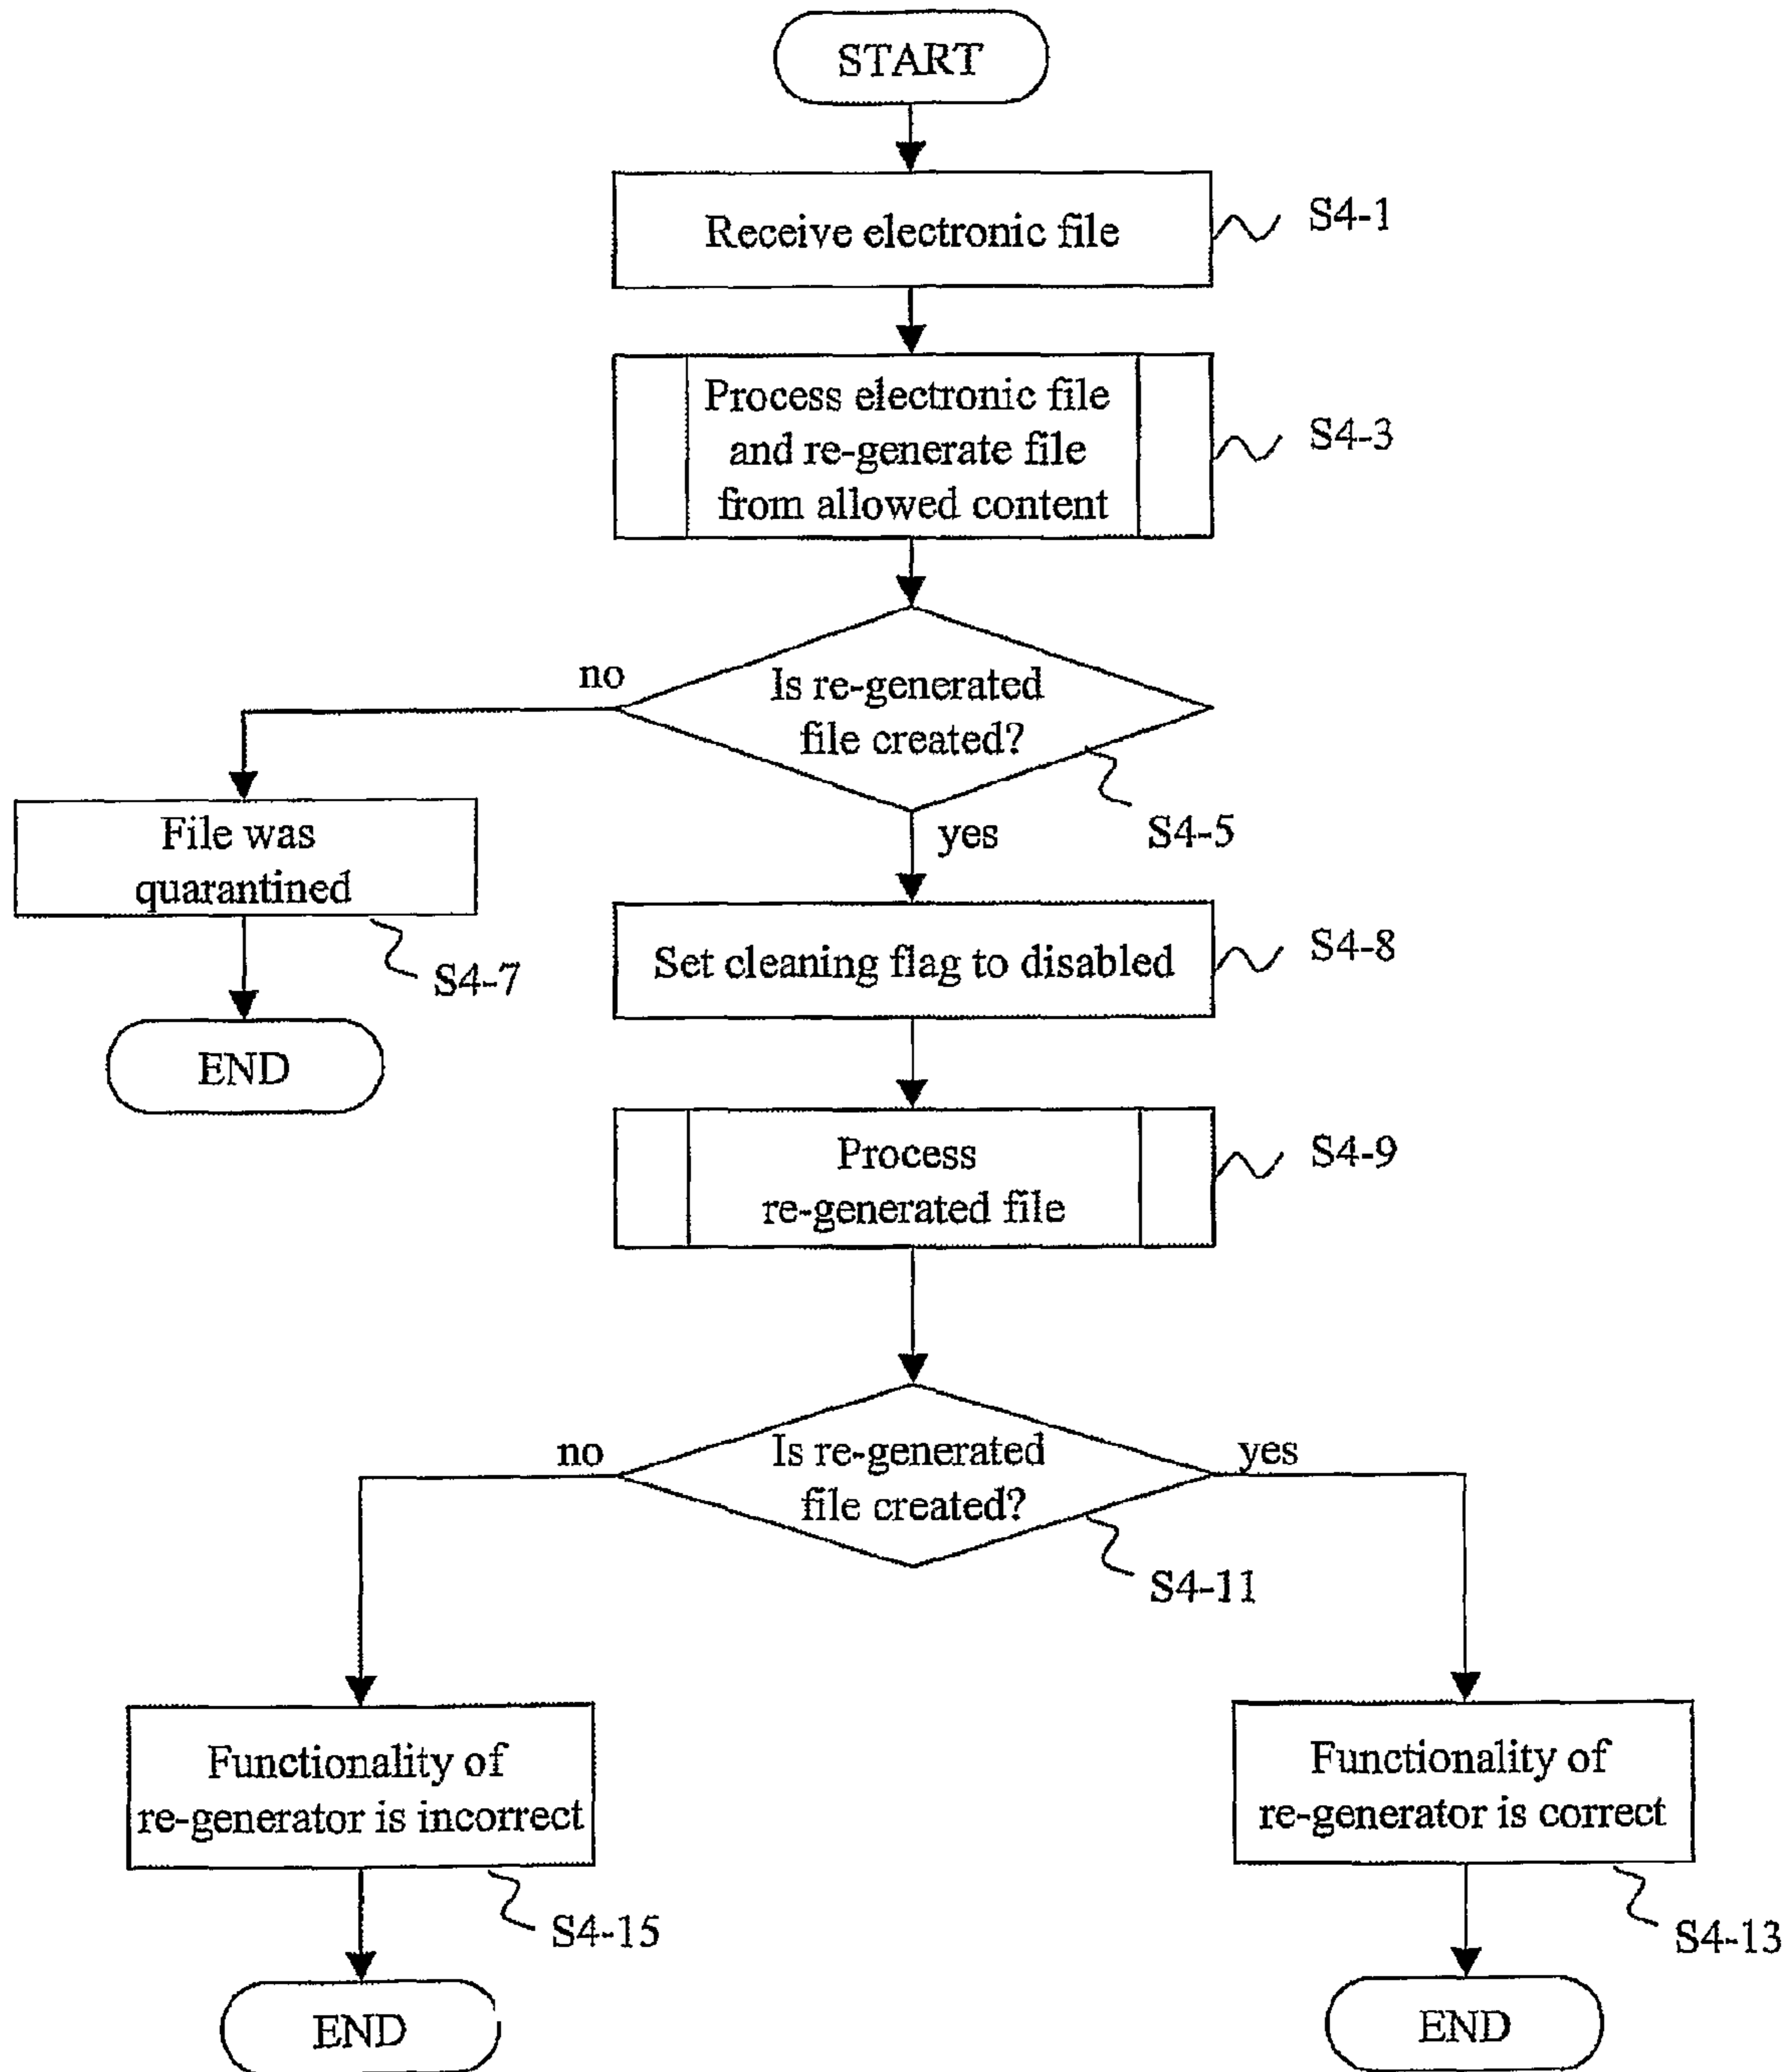 START
Receive electronic file
S4-1
Process electronic file
and re-generate file
from allowed content
S4-3
Is re-generated
file created?
S4-5
no
yes
File was
quarantined
S4-7
END
Set cleaning flag to disabled
S4-8
Process
re-generated file
S4-9
Is re-generated
file created?
S4-11
no
yes
Functionality of
re-generator is incorrect
S4-15
END
Functionality of
re-generator is correct
S4-13
END